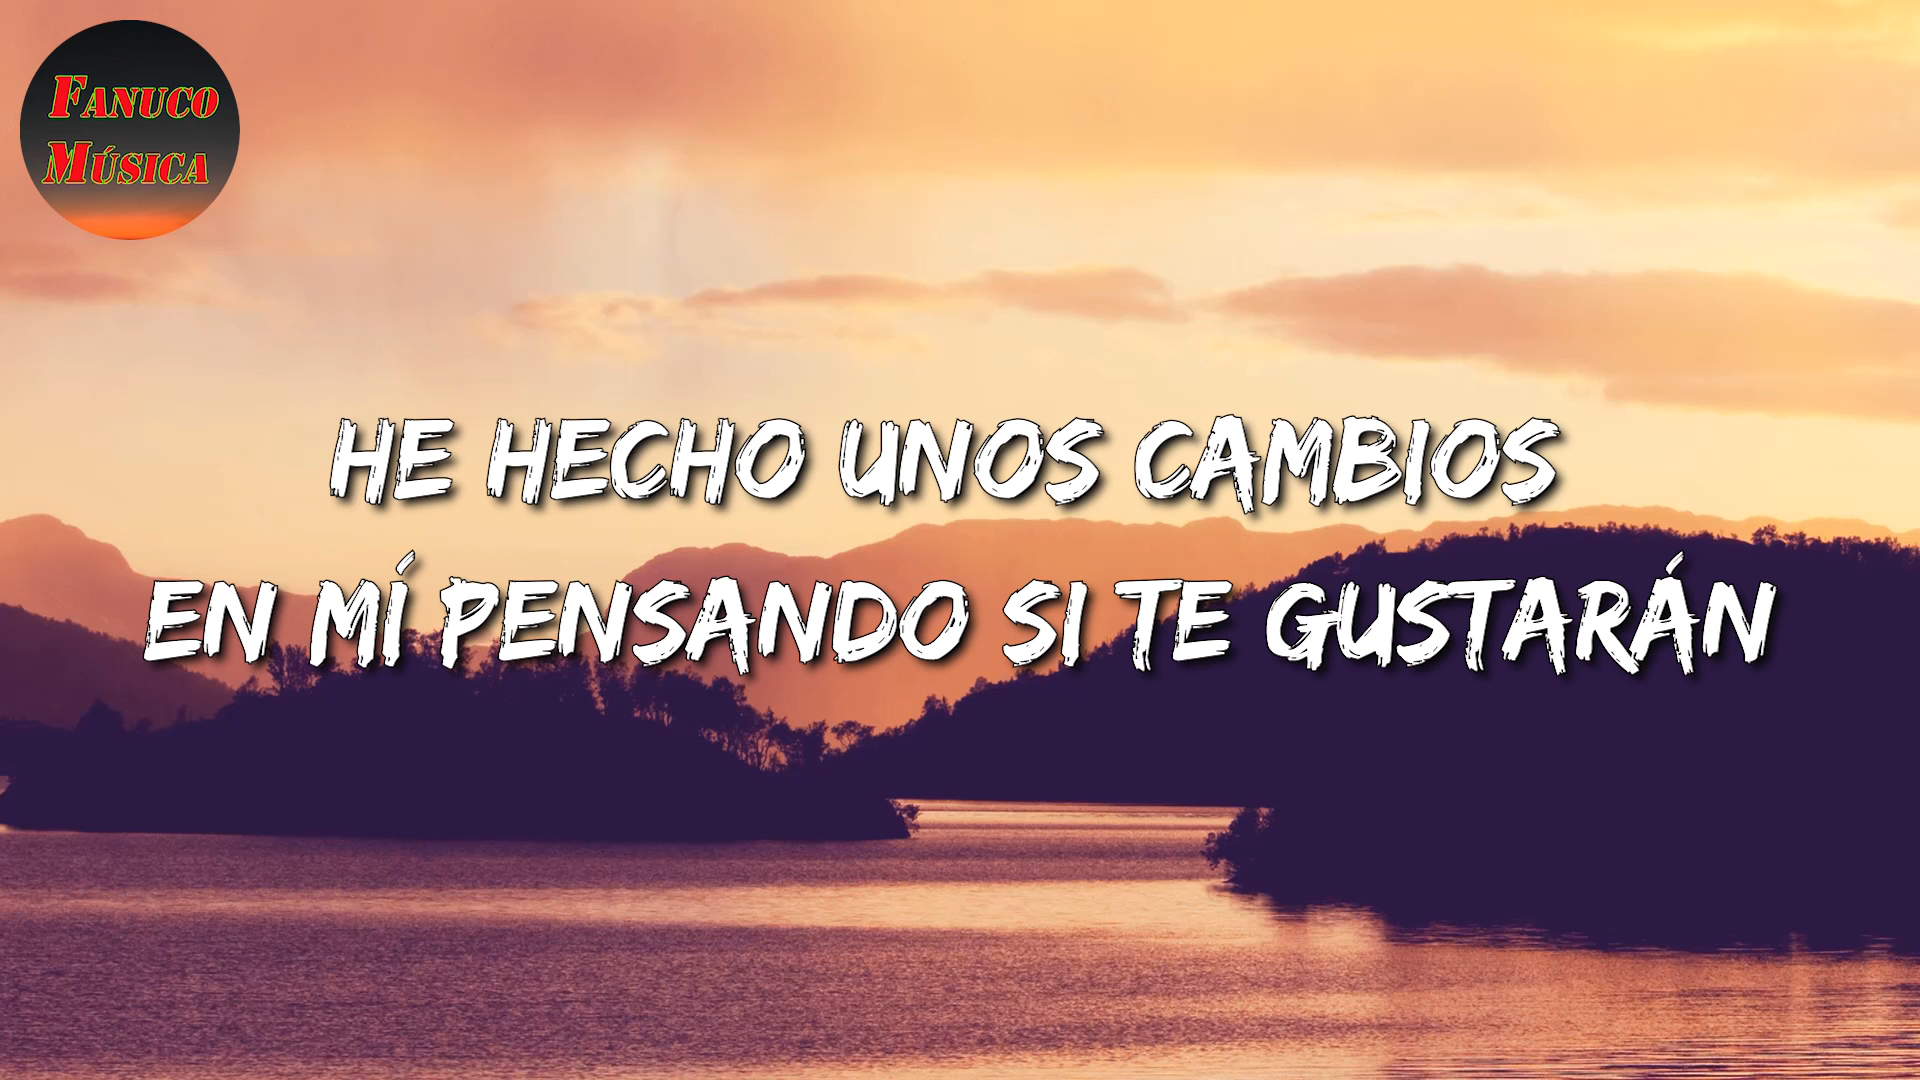 FANUCO
MÚSICA
HE HECHO UNOS CAMBIOS
EN MÍ PENSANDO SI TE GUSTARÁN